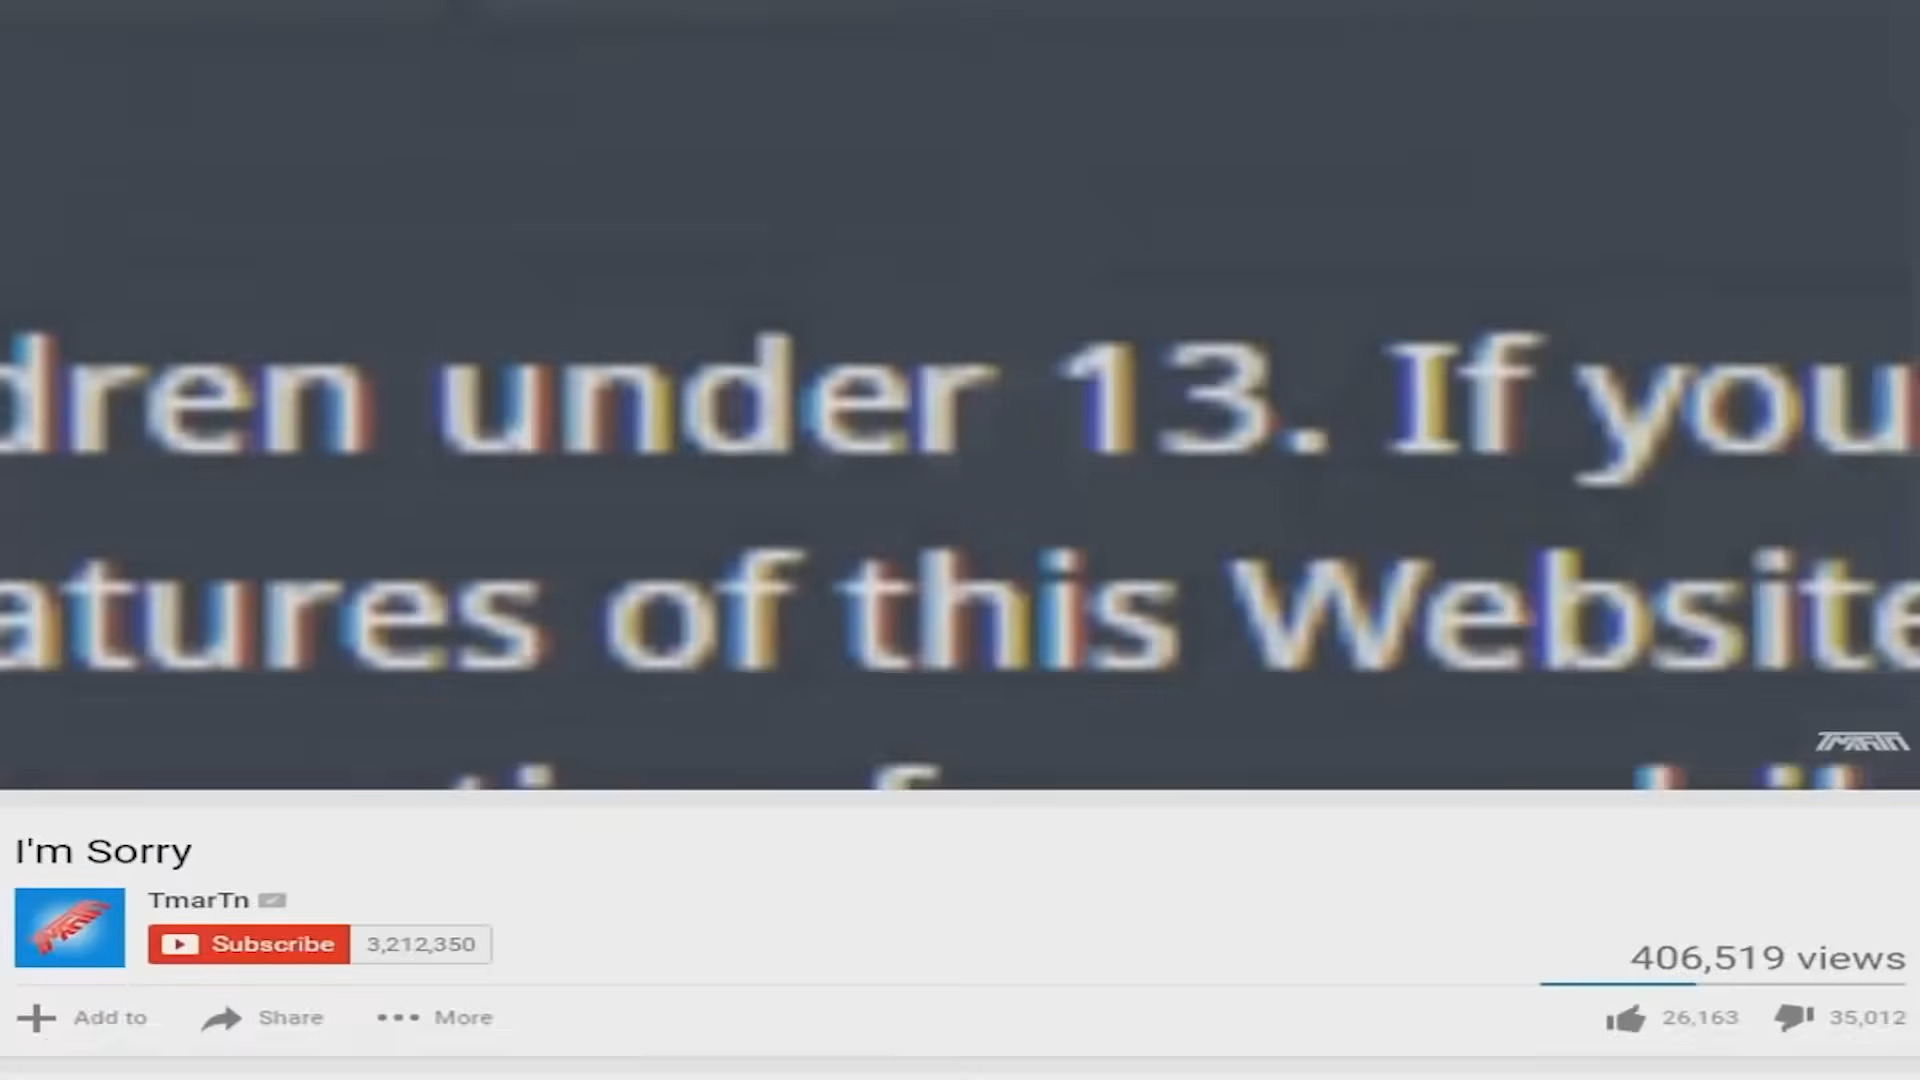 dren under 13. If you
atures of this Website
TMARTN
I'm Sorry
TmarTn
Subscribe 3,212,350
406,519 views
Add to Share More
26,163 35,012